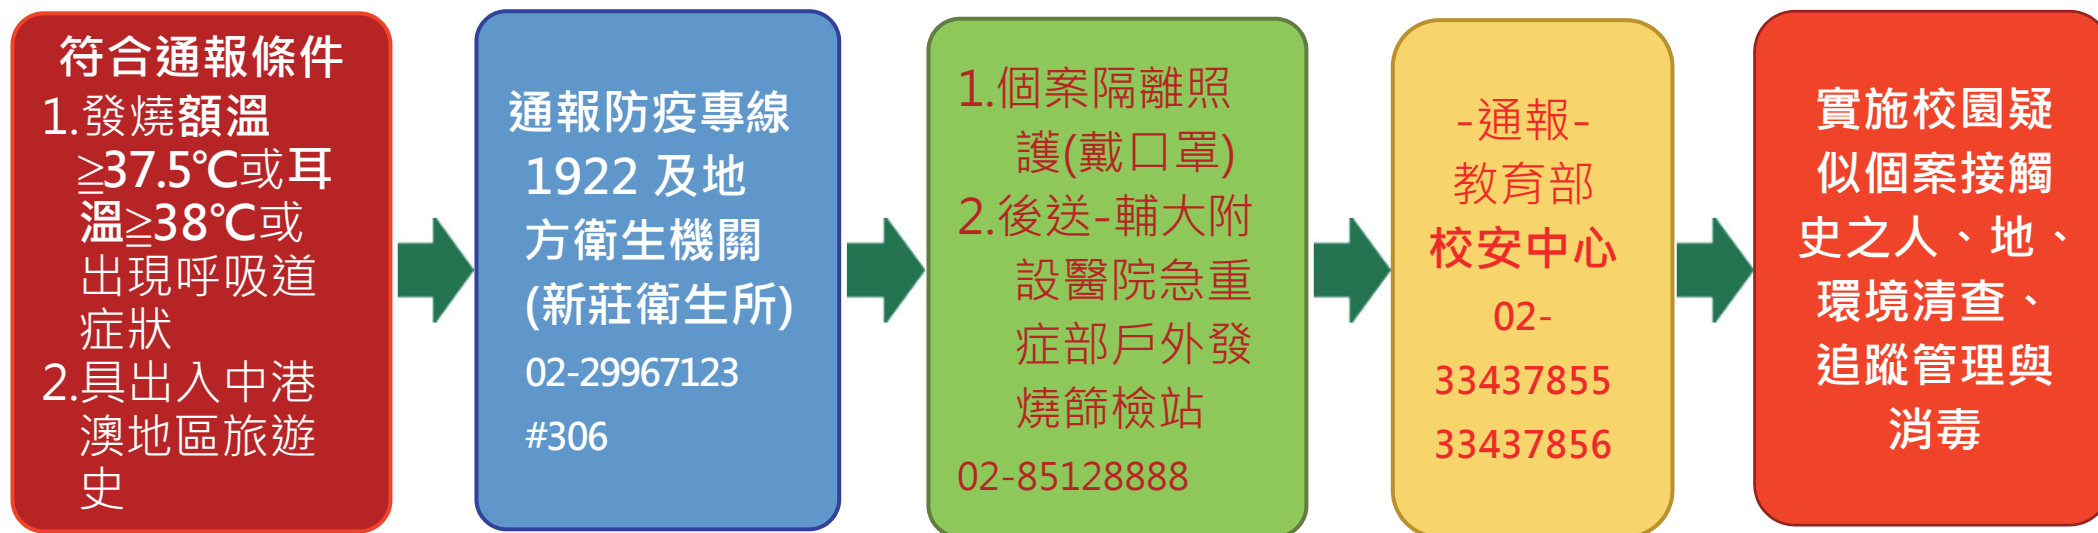 符合通報條件
1.發燒額溫
≧37.5℃或耳
溫≧38℃或
出現呼吸道
症狀
2.具出入中港
澳地區旅遊
史
通報防疫專線
1922 及地
方衛生機關
(新莊衛生所)
02-29967123
#306
1.個案隔離照
護(戴口罩)
2.後送-輔大附
設醫院急重
症部戶外發
燒篩檢站
02-85128888
-通報-
教育部
校安中心
02-
33437855
33437856
實施校園疑
似個案接觸
史之人、地、
環境清查、
追蹤管理與
消毒